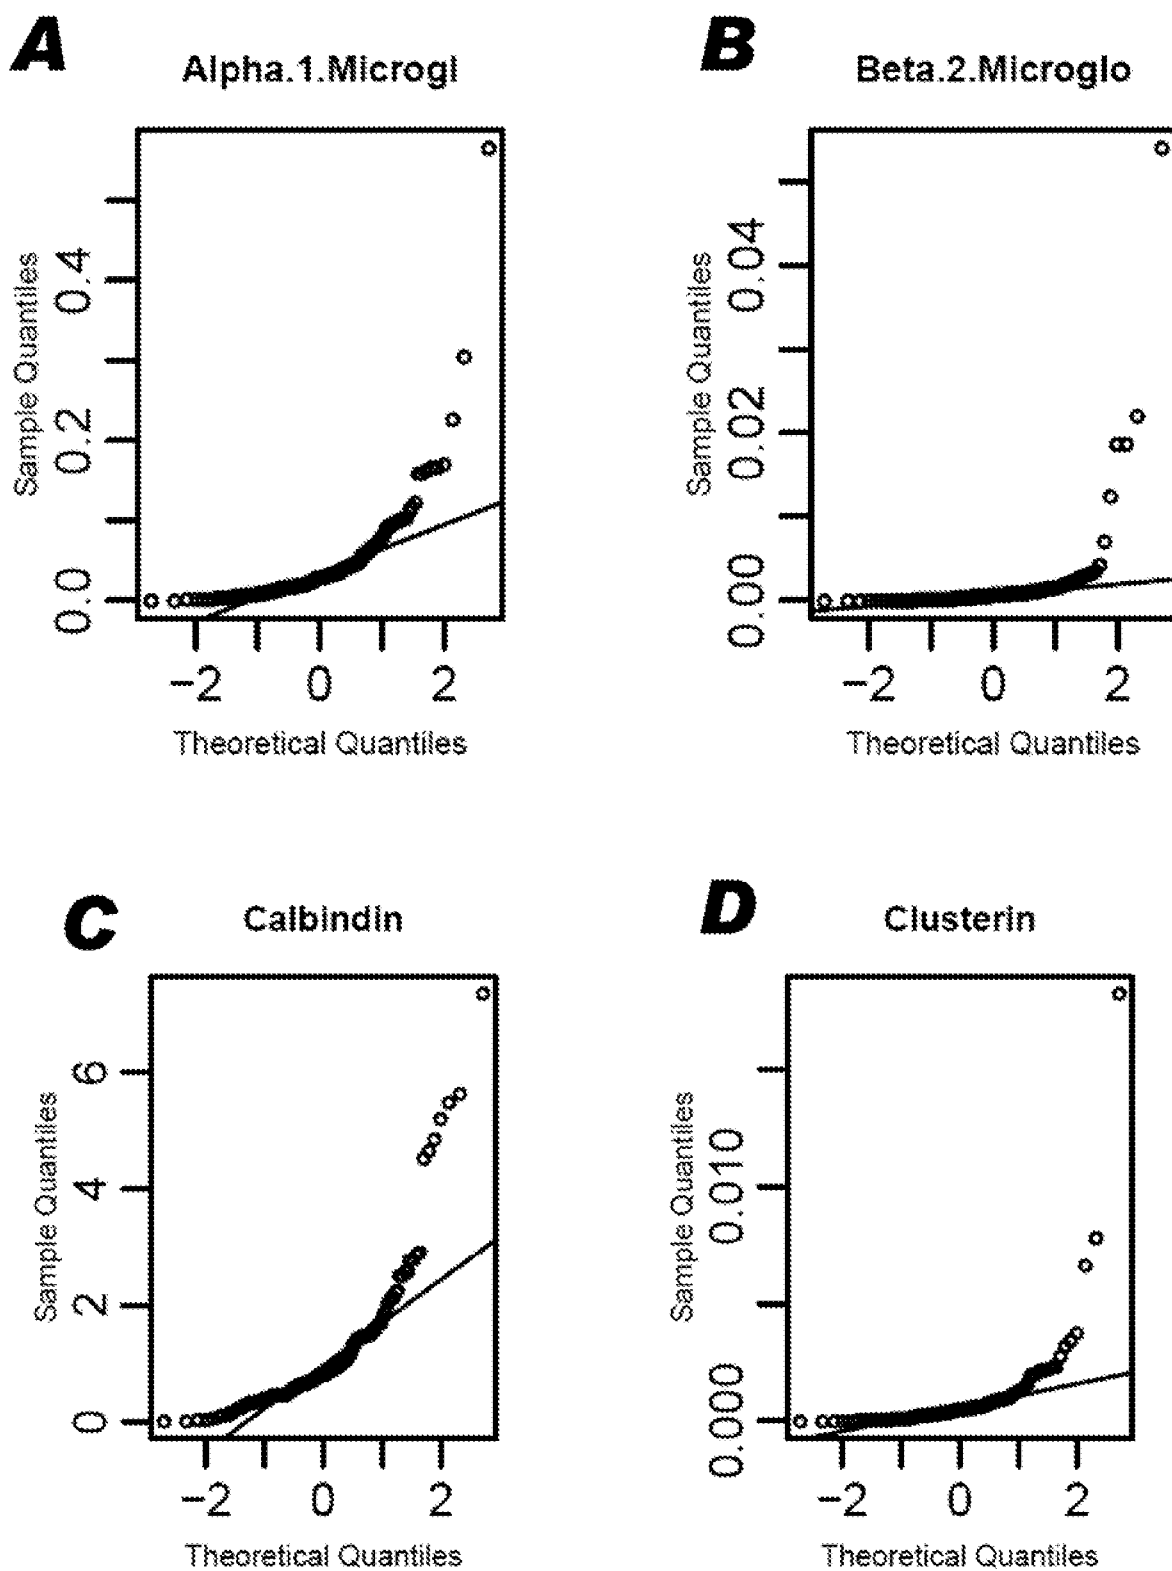 A
Alpha.1.Microgl
Sample Quantiles
0.0 0.2 0.4
−2 0 2
Theoretical Quantiles
B
Beta.2.Microglo
Sample Quantiles
0.00 0.02 0.04
−2 0 2
Theoretical Quantiles
C
Calbindin
Sample Quantiles
0 2 4 6
−2 0 2
Theoretical Quantiles
D
Clusterin
Sample Quantiles
0.000 0.010
−2 0 2
Theoretical Quantiles